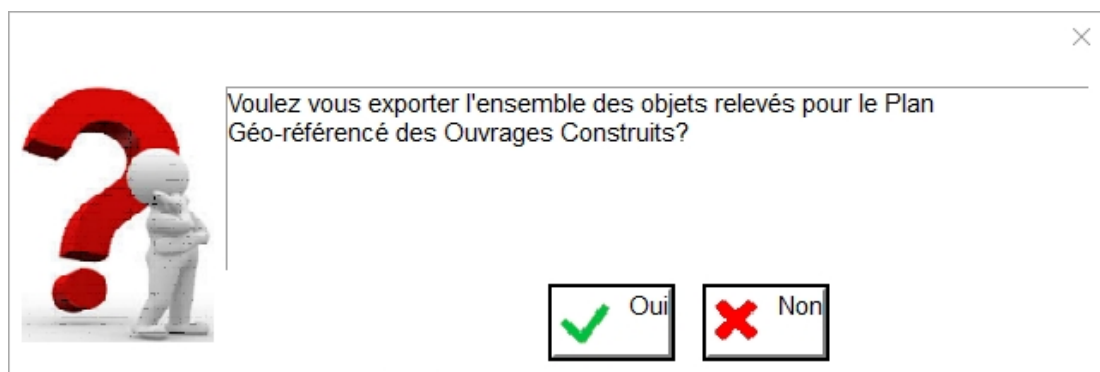 Voulez vous exporter l'ensemble des objets relevés pour le Plan
Géo-référencé des Ouvrages Construits?
Oui
Non